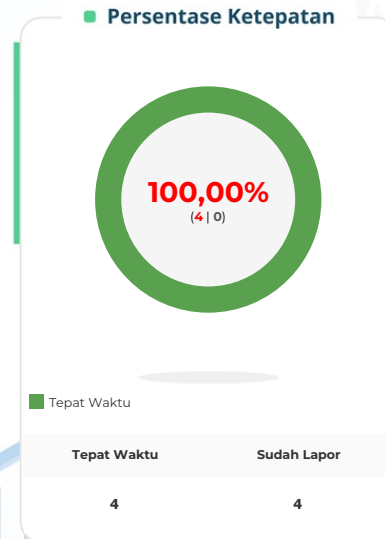 Persentase Ketepatan
100,00%
(4 | 0)
Tepat Waktu
Tepat Waktu Sudah Lapor
4 4